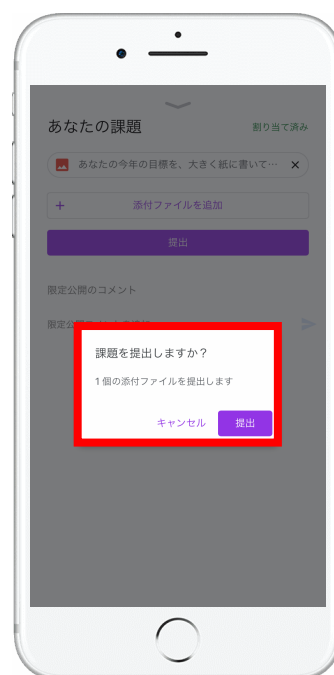 あなたの課題
割り当て済み
あなたの今年の目標を、大きく紙に書いて…
+ 添付ファイルを追加
提出
限定公開のコメント
限定公
課題を提出しますか？
1個の添付ファイルを提出します
キャンセル 提出